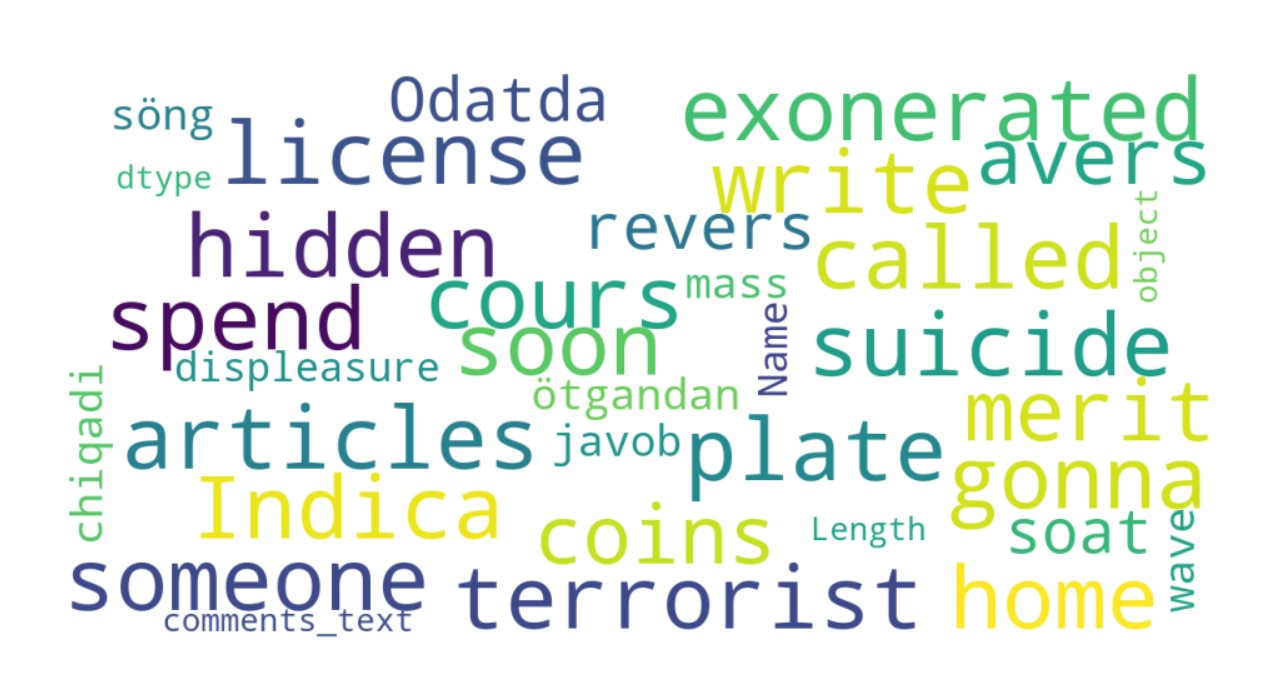 Odatda
exonerated
söng
license
avers
dtype
write
object
hidden
revers
called
cours
mass
spend
Name
suicide
soon
displeasure
ötgandan
merit
chiqadi
articles
javob
plate
gonna
Indica
coins
Length
soat
wave
someone
terrorist
home
comments_text